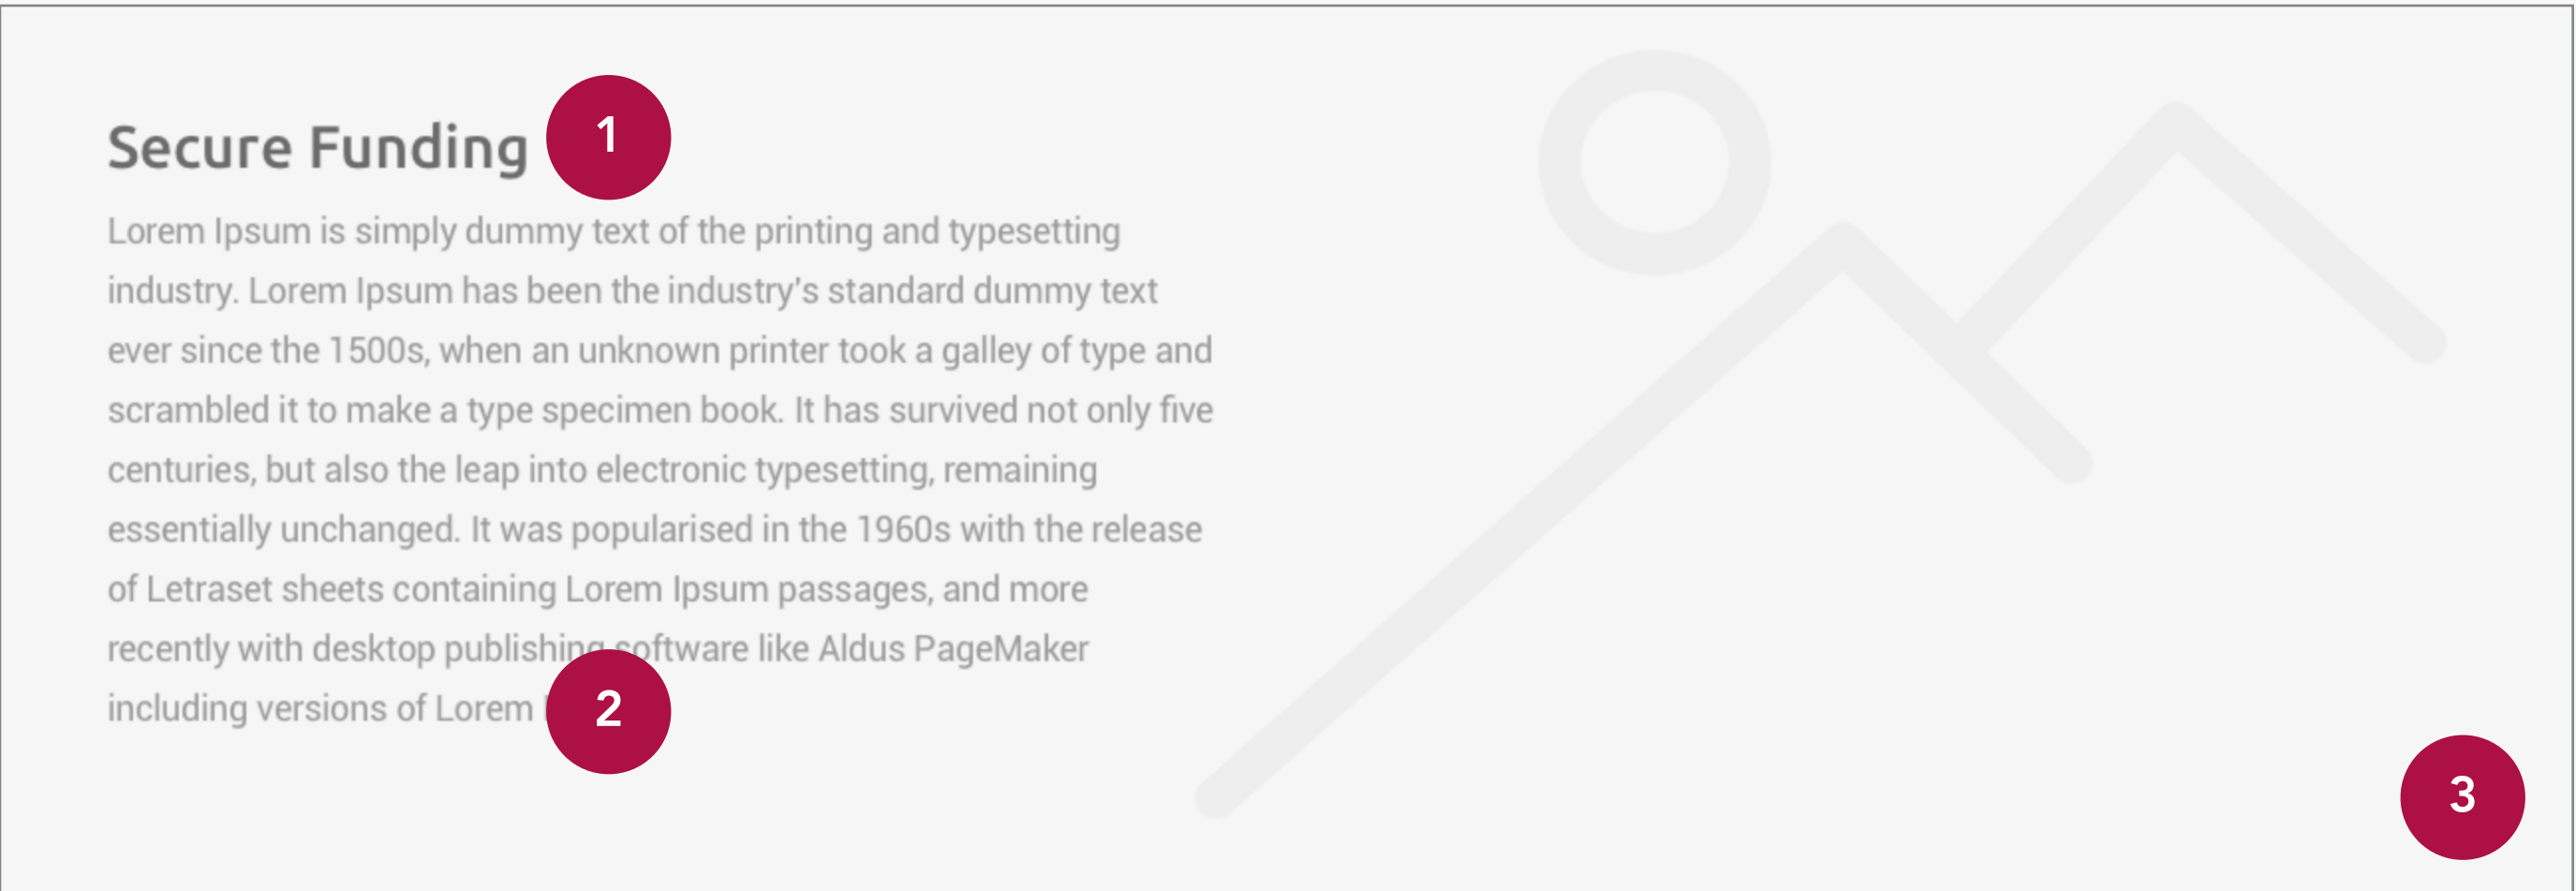 Secure Funding
1
Lorem Ipsum is simply dummy text of the printing and typesetting
industry. Lorem Ipsum has been the industry's standard dummy text
ever since the 1500s, when an unknown printer took a galley of type and
scrambled it to make a type specimen book. It has survived not only five
centuries, but also the leap into electronic typesetting, remaining
essentially unchanged. It was popularised in the 1960s with the release
of Letraset sheets containing Lorem Ipsum passages, and more
recently with desktop publishing software like Aldus PageMaker
including versions of Lorem
2
3